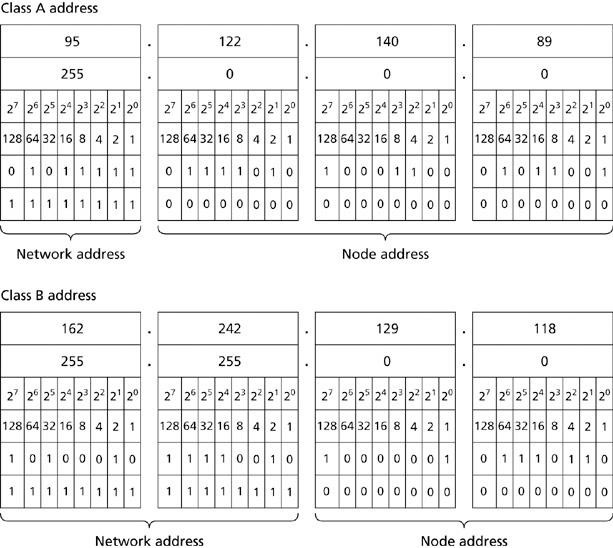 Class A address
95 . 122 . 140 . 89
255 . 0 . 0 . 0
2⁷ 2⁶ 2⁵ 2⁴ 2³ 2² 2¹ 2⁰ 2⁷ 2⁶ 2⁵ 2⁴ 2³ 2² 2¹ 2⁰ 2⁷ 2⁶ 2⁵ 2⁴ 2³ 2² 2¹ 2⁰ 2⁷ 2⁶ 2⁵ 2⁴ 2³ 2² 2¹ 2⁰
128 64 32 16 8 4 2 1 128 64 32 16 8 4 2 1 128 64 32 16 8 4 2 1 128 64 32 16 8 4 2 1
0 1 0 1 1 1 1 1 0 1 1 1 1 0 1 0 1 0 0 0 1 1 0 0 0 1 0 1 1 0 0 1
1 1 1 1 1 1 1 1 0 0 0 0 0 0 0 0 0 0 0 0 0 0 0 0 0 0 0 0 0 0 0 0
Network address Node address
Class B address
162 . 242 . 129 . 118
255 . 255 . 0 . 0
2⁷ 2⁶ 2⁵ 2⁴ 2³ 2² 2¹ 2⁰ 2⁷ 2⁶ 2⁵ 2⁴ 2³ 2² 2¹ 2⁰ 2⁷ 2⁶ 2⁵ 2⁴ 2³ 2² 2¹ 2⁰ 2⁷ 2⁶ 2⁵ 2⁴ 2³ 2² 2¹ 2⁰
128 64 32 16 8 4 2 1 128 64 32 16 8 4 2 1 128 64 32 16 8 4 2 1 128 64 32 16 8 4 2 1
1 0 1 0 0 0 1 0 1 1 1 1 0 0 1 0 1 0 0 0 0 0 0 1 0 1 1 1 0 1 1 0
1 1 1 1 1 1 1 1 1 1 1 1 1 1 1 1 0 0 0 0 0 0 0 0 0 0 0 0 0 0 0 0
Network address Node address